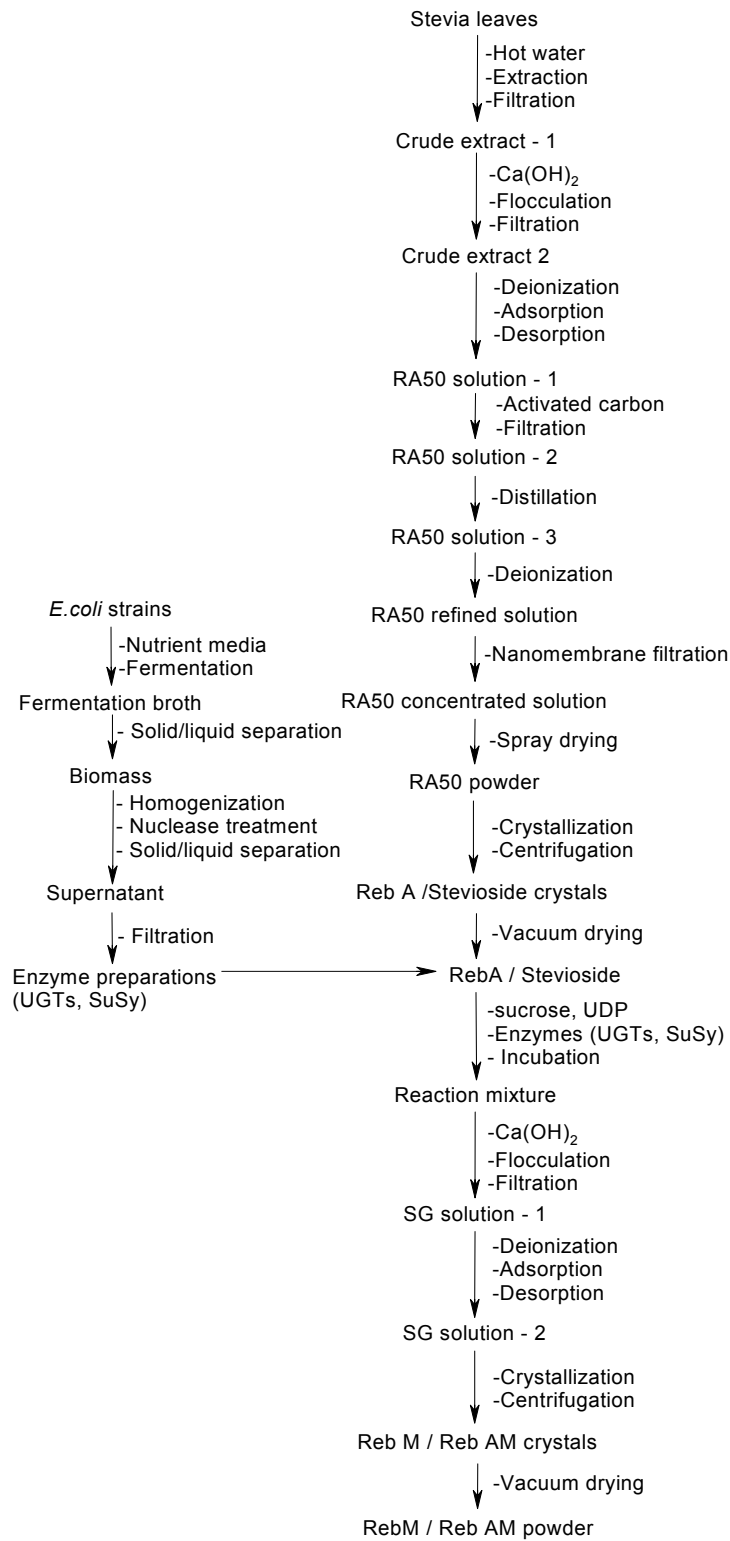 Stevia leaves
-Hot water
-Extraction
-Filtration
Crude extract - 1
-Ca(OH)₂
-Flocculation
-Filtration
Crude extract 2
-Deionization
-Adsorption
-Desorption
RA50 solution - 1
-Activated carbon
-Filtration
RA50 solution - 2
-Distillation
RA50 solution - 3
-Deionization
RA50 refined solution
-Nanomembrane filtration
RA50 concentrated solution
-Spray drying
RA50 powder
-Crystallization
-Centrifugation
Reb A /Stevioside crystals
-Vacuum drying
RebA / Stevioside
E.coli strains
-Nutrient media
-Fermentation
Fermentation broth
- Solid/liquid separation
Biomass
- Homogenization
- Nuclease treatment
- Solid/liquid separation
Supernatant
- Filtration
Enzyme preparations
(UGTs, SuSy)
-sucrose, UDP
-Enzymes (UGTs, SuSy)
- Incubation
Reaction mixture
-Ca(OH)₂
-Flocculation
-Filtration
SG solution - 1
-Deionization
-Adsorption
-Desorption
SG solution - 2
-Crystallization
-Centrifugation
Reb M / Reb AM crystals
-Vacuum drying
RebM / Reb AM powder